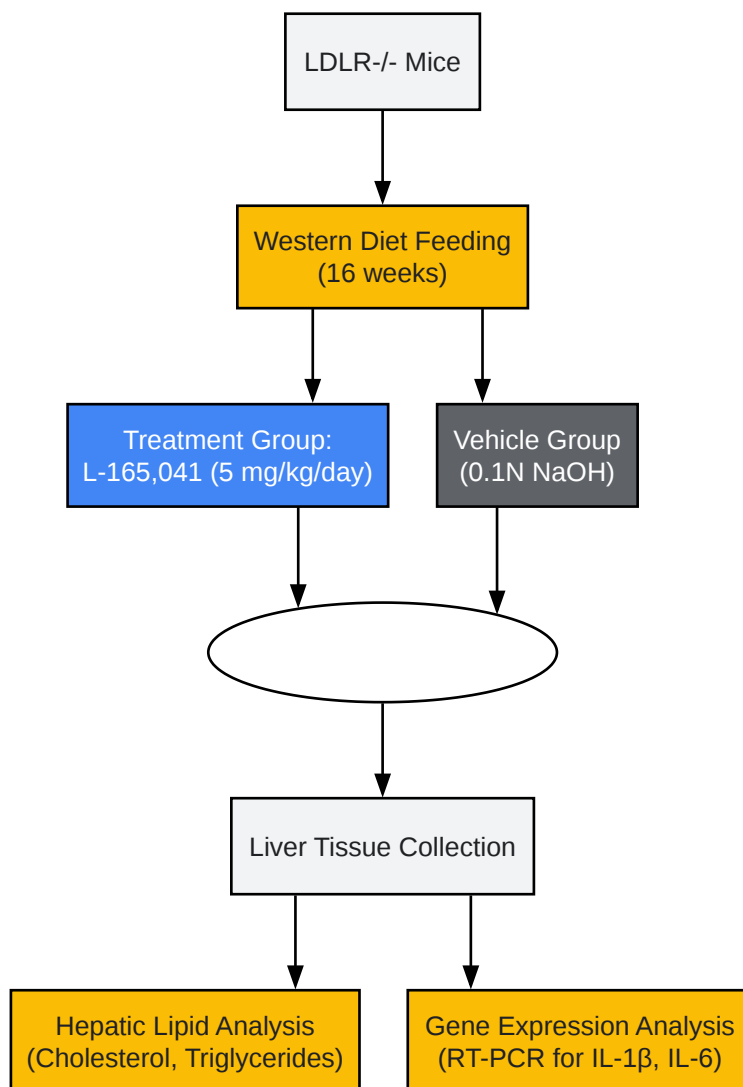 LDLR-/- Mice
Western Diet Feeding
(16 weeks)
Treatment Group:
L-165,041 (5 mg/kg/day)
Vehicle Group
(0.1N NaOH)
Liver Tissue Collection
Hepatic Lipid Analysis
(Cholesterol, Triglycerides)
Gene Expression Analysis
(RT-PCR for IL-1β, IL-6)